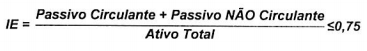 IE = Passivo Circulante + Passivo NÃO Circulante ≤0,75
Ativo Total